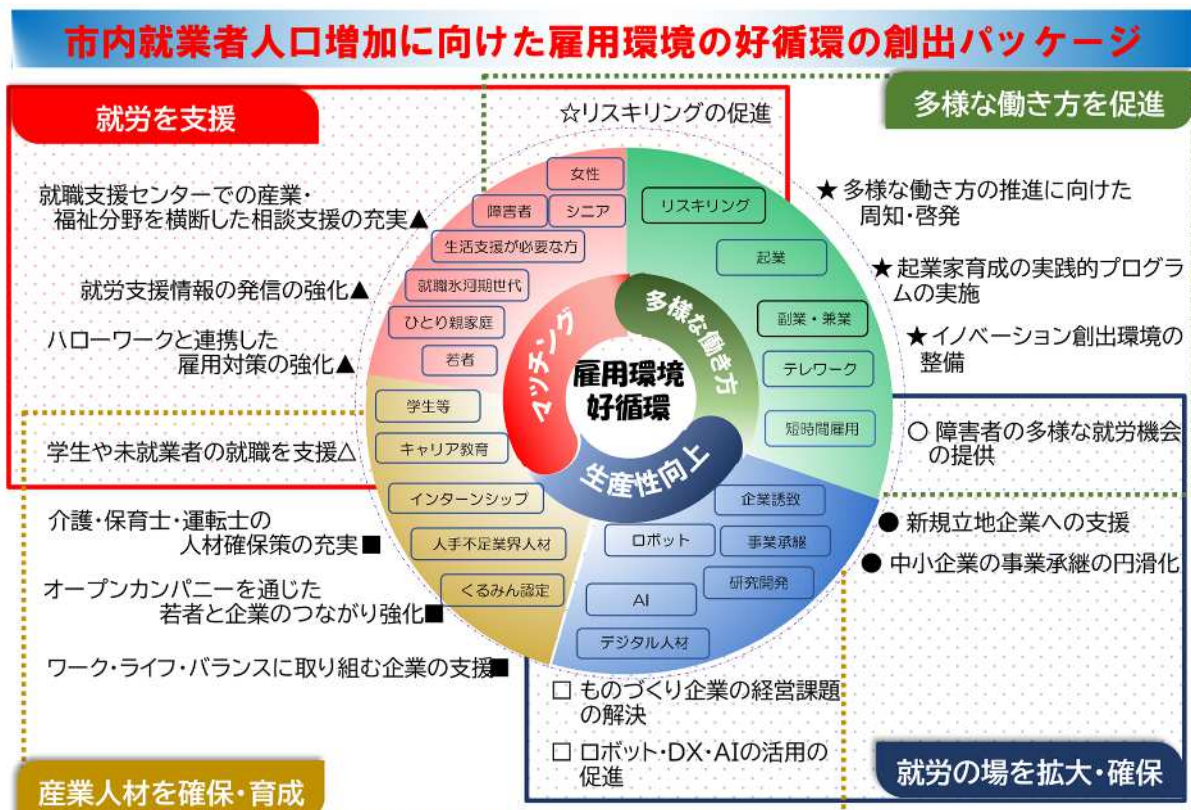 市内就業者人口増加に向けた雇用環境の好循環の創出パッケージ
就労を支援
多様な働き方を促進
☆リスキリングの促進
就職支援センターでの産業・
福祉分野を横断した相談支援の充実▲
就労支援情報の発信の強化▲
ハローワークと連携した
雇用対策の強化▲
学生や未就業者の就職を支援△
介護・保育士・運転士の
人材確保策の充実■
オープンカンパニーを通じた
若者と企業のつながり強化■
ワーク・ライフ・バランスに取り組む企業の支援■
女性
障害者
シニア
生活支援が必要な方
就職氷河期世代
ひとり親家庭
若者
学生等
キャリア教育
インターンシップ
人手不足業界人材
くるみん認定
マッチング
多様な働き方
生産性向上
雇用環境
好循環
リスキリング
起業
副業・兼業
テレワーク
短時間雇用
企業誘致
ロボット
事業承継
研究開発
AI
デジタル人材
★ 多様な働き方の推進に向けた
周知・啓発
★ 起業家育成の実践的プログラ
ムの実施
★ イノベーション創出環境の
整備
○ 障害者の多様な就労機会
の提供
● 新規立地企業への支援
● 中小企業の事業承継の円滑化
□ ものづくり企業の経営課題
の解決
□ ロボット・DX・AIの活用の
促進
産業人材を確保・育成
就労の場を拡大・確保